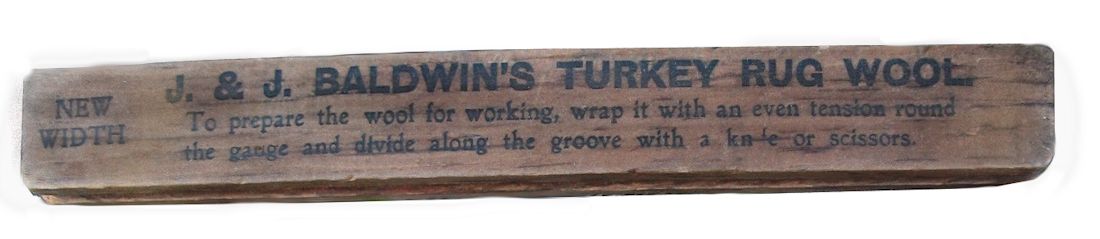 J. & J. BALDWIN'S TURKEY RUG WOOL.
NEW WIDTH
To prepare the wool for working, wrap it with an even tension round
the gauge and divide along the groove with a knife or scissors.